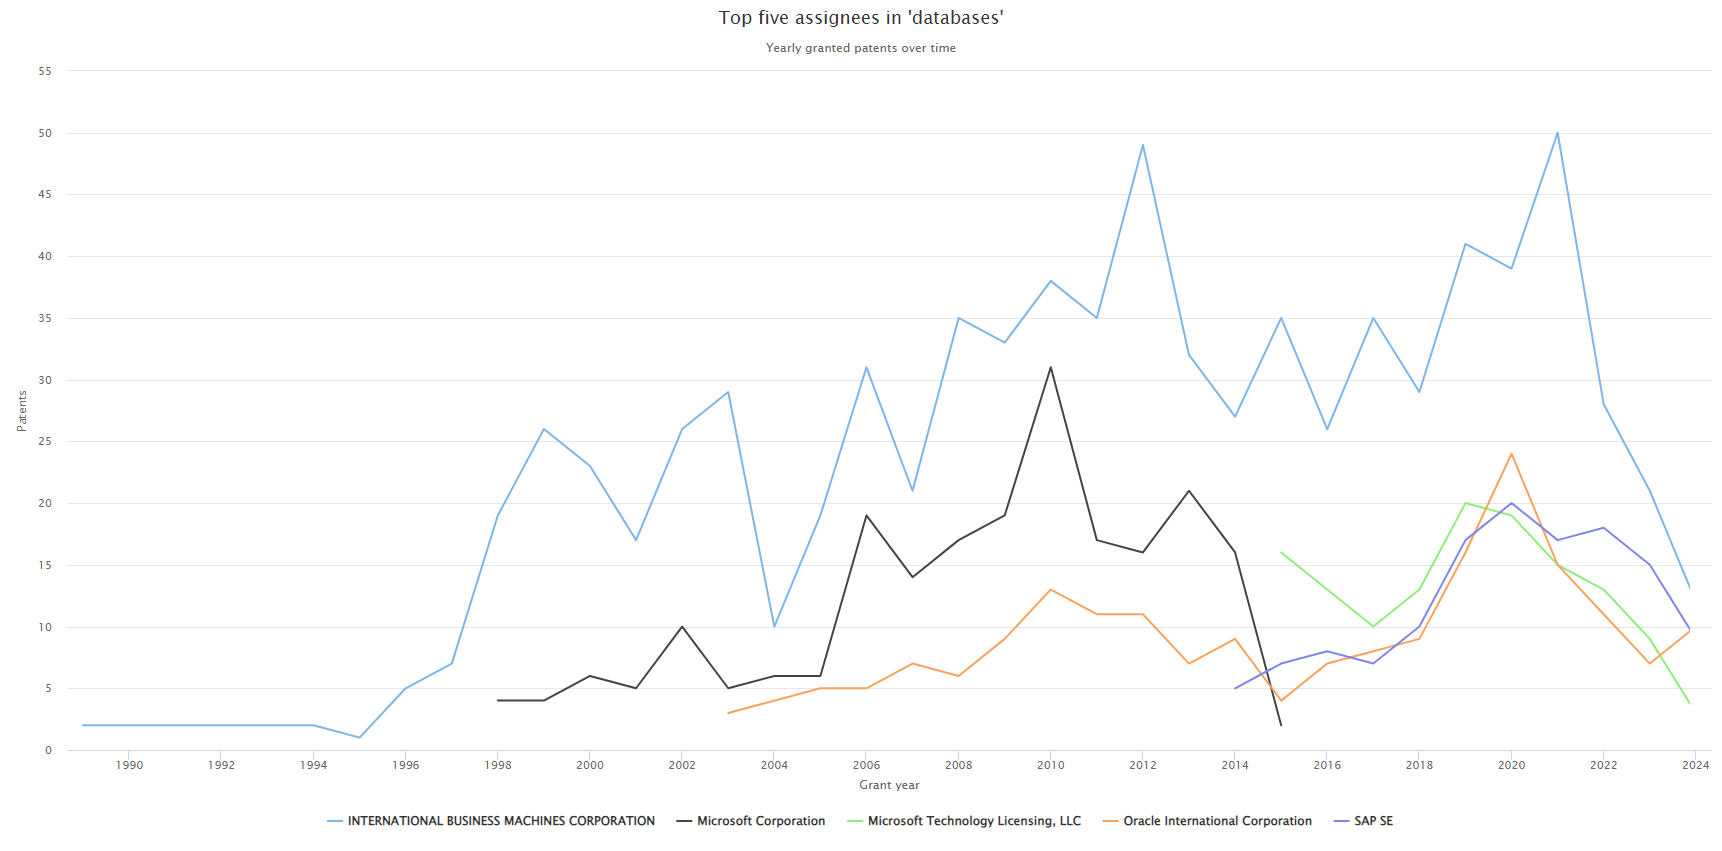 Top five assignees in 'databases'
Yearly granted patents over time
55
50
45
40
35
30
25
20
15
10
5
0
Patents
1990 1992 1994 1996 1998 2000 2002 2004 2006 2008 2010 2012 2014 2016 2018 2020 2022 2024
Grant year
INTERNATIONAL BUSINESS MACHINES CORPORATION Microsoft Corporation Microsoft Technology Licensing, LLC Oracle International Corporation SAP SE